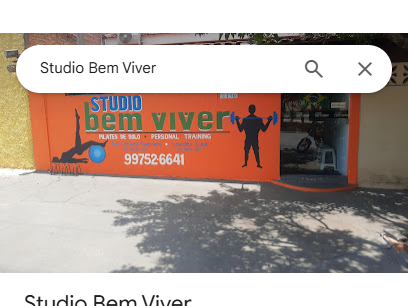 Studio Bem Viver
STUDIO
bem viver
PILATES DE SOLO • PERSONAL TRAINING
99752-6641
Studio Bem Viver